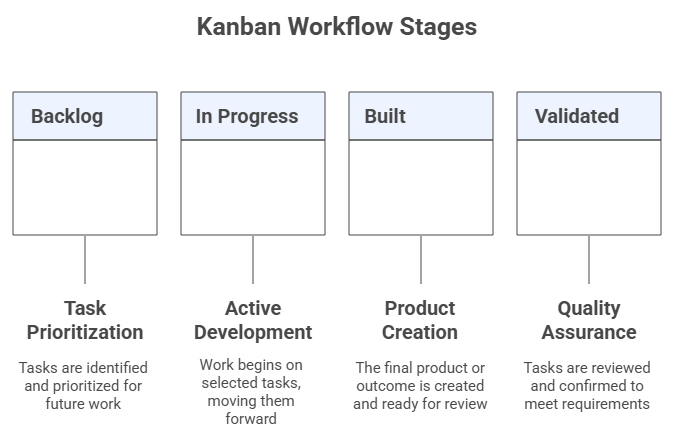 Kanban Workflow Stages
Backlog
In Progress
Built
Validated
Task
Prioritization
Tasks are identified
and prioritized for
future work
Active
Development
Work begins on
selected tasks,
moving them
forward
Product
Creation
The final product or
outcome is created
and ready for review
Quality
Assurance
Tasks are reviewed
and confirmed to
meet requirements